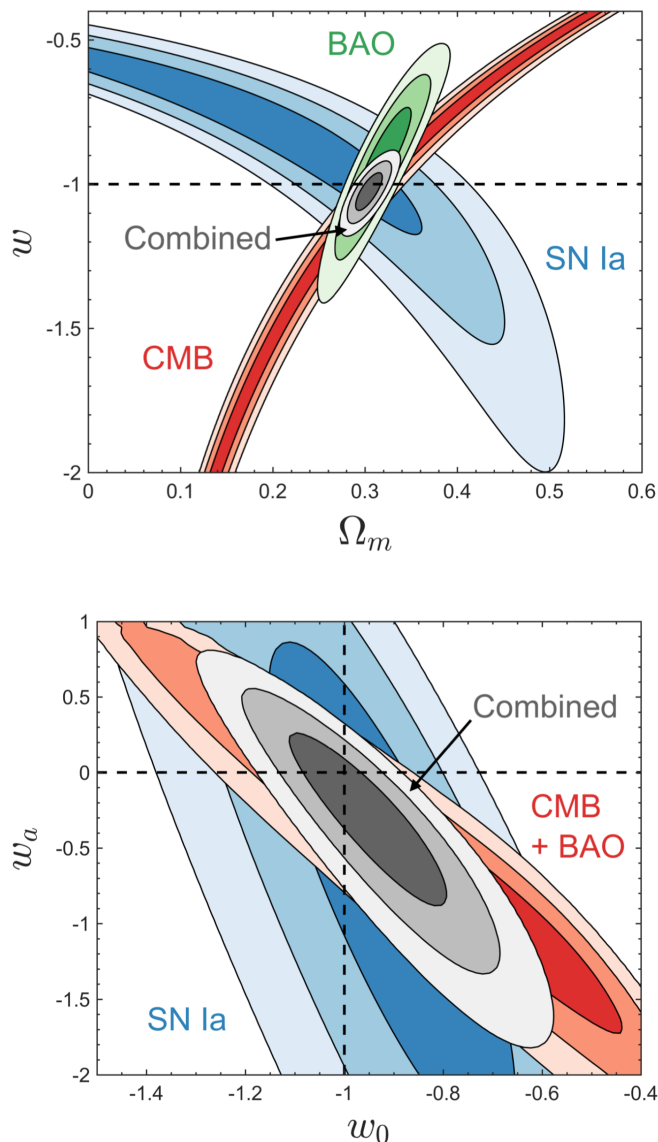 BAO
Combined
SN Ia
CMB
w
-0.5
-1
-1.5
-2
0 0.1 0.2 0.3 0.4 0.5 0.6
Ωₘ
Combined
CMB
+ BAO
SN Ia
wₐ
1
0.5
0
-0.5
-1
-1.5
-2
-1.4 -1.2 -1 -0.8 -0.6 -0.4
w₀